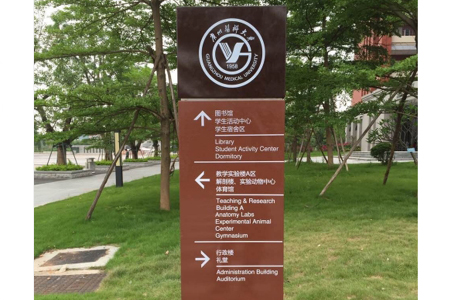 广州医科大学
GUANGZHOU MEDICAL UNIVERSITY
1958
图书馆
学生活动中心
学生宿舍区
Library
Student Activity Center
Dormitory
教学实验楼A区
解剖楼、实验动物中心
体育馆
Teaching & Research
Building A
Anatomy Labs
Experimental Animal
Center
Gymnasium
行政楼
礼堂
Administration Building
Auditorium